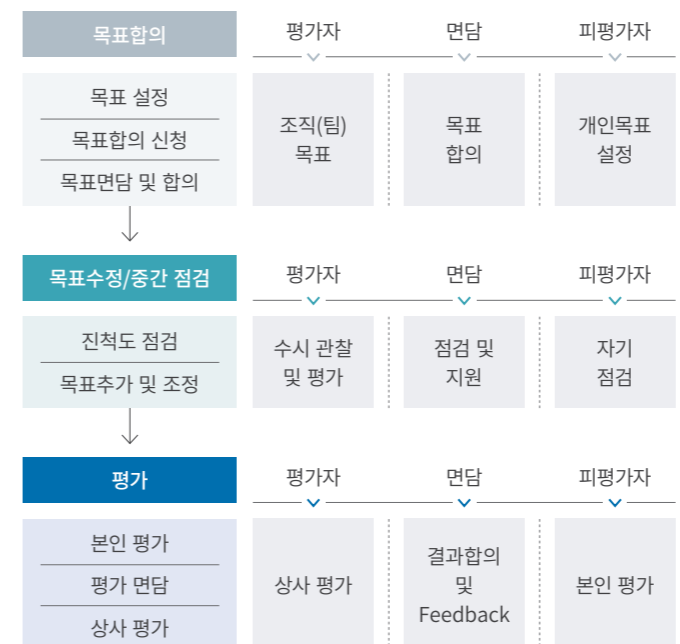 목표합의
평가자
면담
피평가자
목표 설정
목표합의 신청
목표면담 및 합의
조직(팀)
목표
목표
합의
개인목표
설정
목표수정/중간 점검
평가자
면담
피평가자
진척도 점검
목표추가 및 조정
수시 관찰
및 평가
점검 및
지원
자기
점검
평가
평가자
면담
피평가자
본인 평가
평가 면담
상사 평가
상사 평가
결과합의
및
Feedback
본인 평가